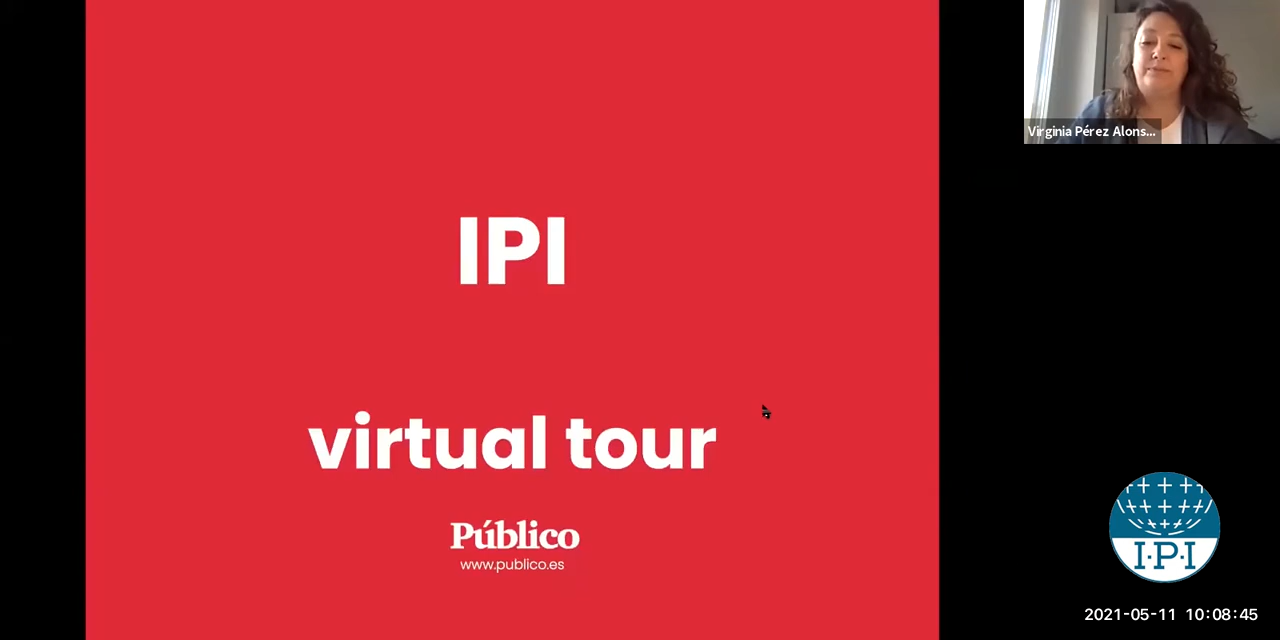 IPI
virtual tour
Público
www.publico.es
Virginia Pérez Alons...
I·P·I
2021-05-11 10:08:45